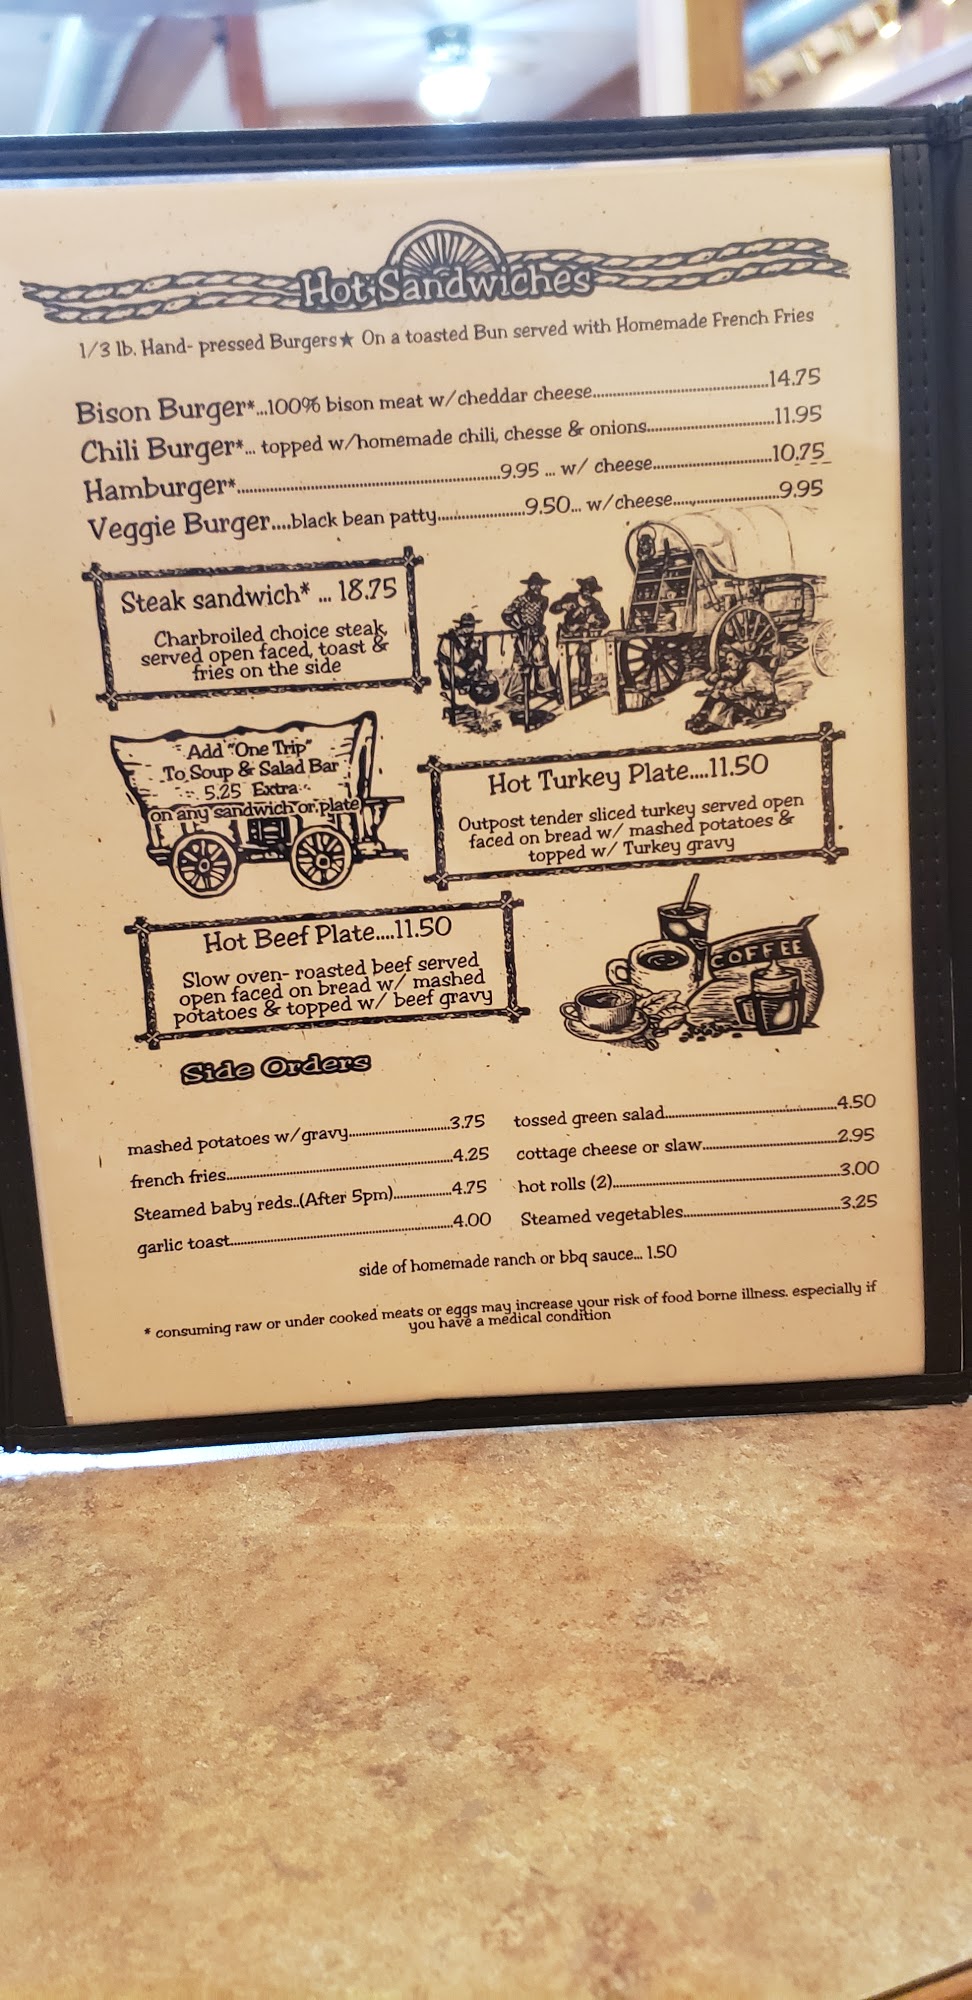 Hot Sandwiches
1/3 lb. Hand- pressed Burgers★ On a toasted Bun served with Homemade French Fries
Bison Burger*...100% bison meat w/cheddar cheese...14.75
Chili Burger*... topped w/homemade chili, chesse & onions...11.95
Hamburger*...9.95 ... w/ cheese...10.75
Veggie Burger....black bean patty...9.50... w/cheese...9.95
Steak sandwich* ... 18.75
Charbroiled choice steak,
served open faced, toast &
fries on the side
Add "One Trip"
To Soup & Salad Bar
5.25 Extra
on any sandwich or plate
Hot Turkey Plate....11.50
Outpost tender sliced turkey served open
faced on bread w/ mashed potatoes &
topped w/ Turkey gravy
Hot Beef Plate....11.50
Slow oven- roasted beef served
open faced on bread w/ mashed
potatoes & topped w/ beef gravy
COFFEE
Side Orders
mashed potatoes w/gravy...3.75
french fries...4.25
Steamed baby reds..(After 5pm)...4.75
garlic toast...4.00
tossed green salad...4.50
cottage cheese or slaw...2.95
hot rolls (2)...3.00
Steamed vegetables...3.25
side of homemade ranch or bbq sauce... 1.50
* consuming raw or under cooked meats or eggs may increase your risk of food borne illness. especially if
you have a medical condition